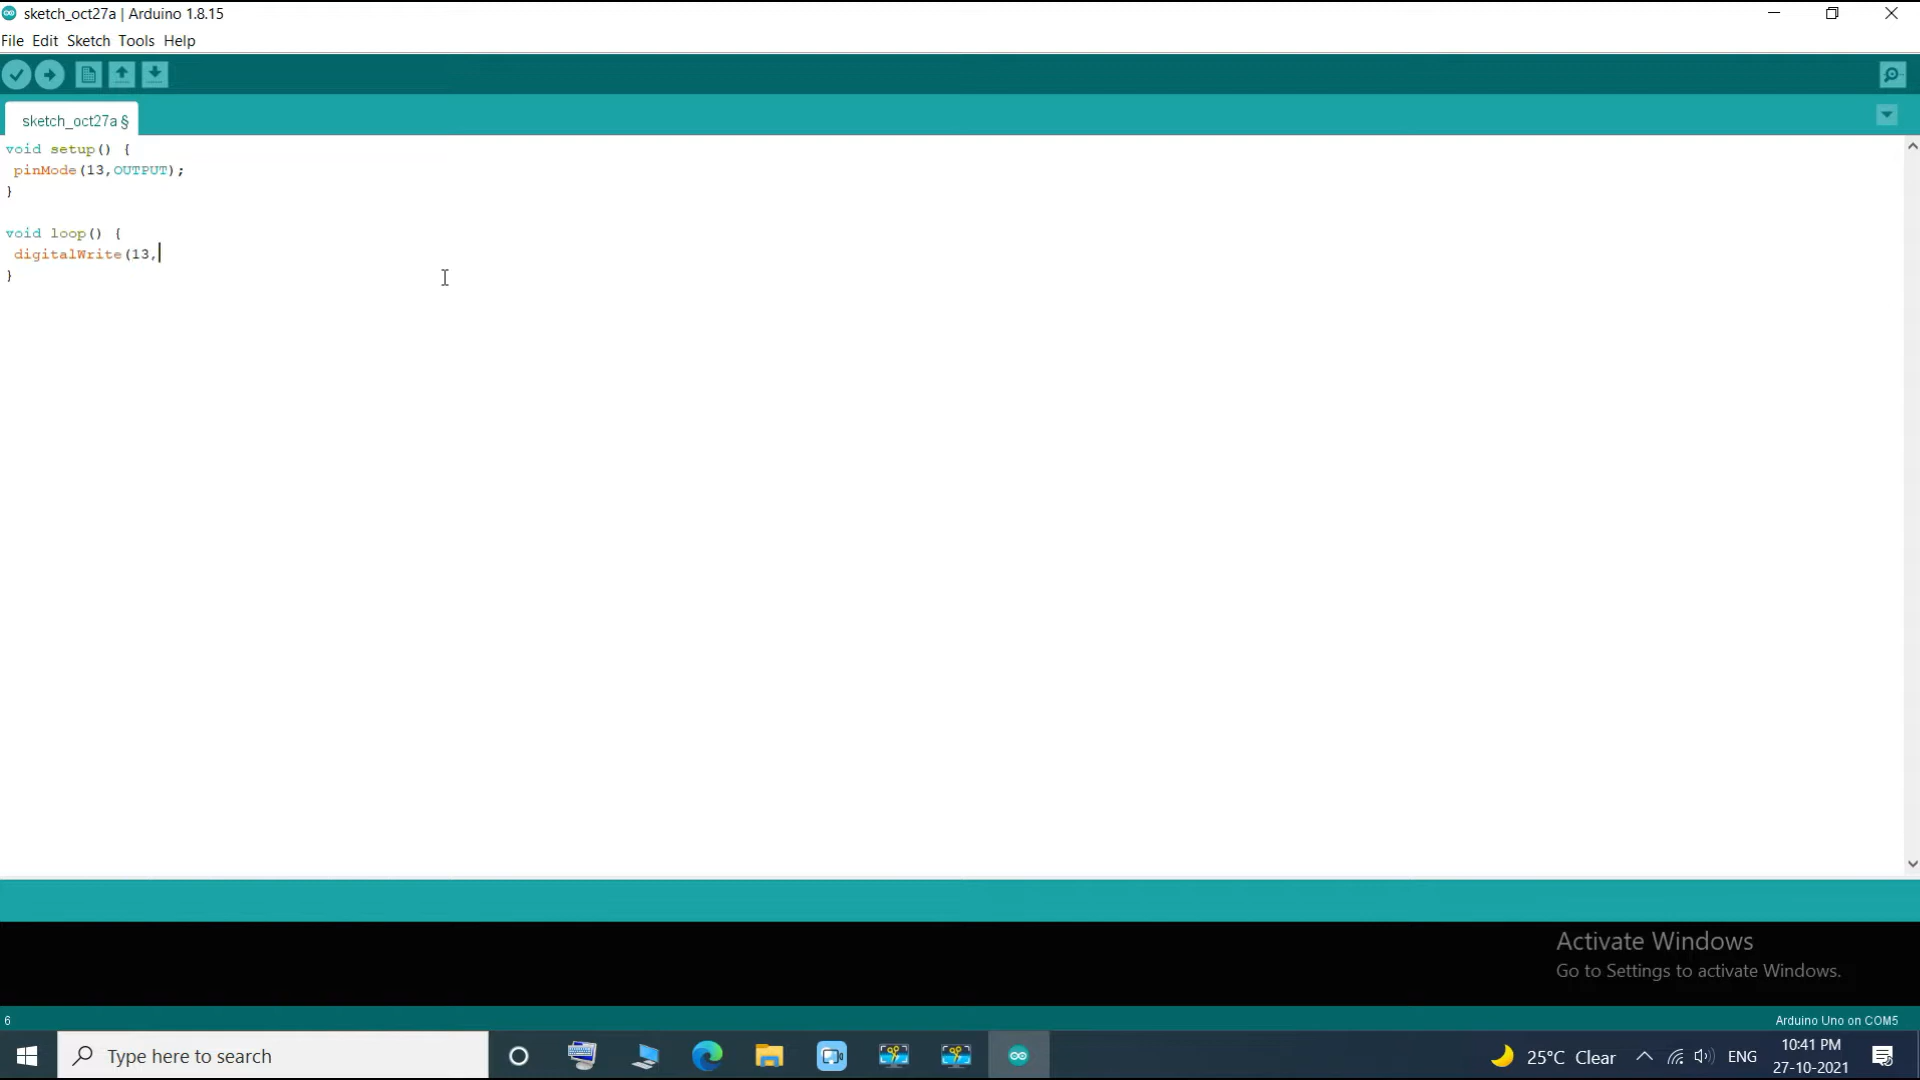 sketch_oct27a | Arduino 1.8.15
File Edit Sketch Tools Help
sketch_oct27a §
void setup() {
pinMode(13,OUTPUT);
}
void loop() {
digitalWrite(13,
}
Activate Windows
Go to Settings to activate Windows.
6
Arduino Uno on COM5
Type here to search
25°C Clear
ENG
10:41 PM
27-10-2021